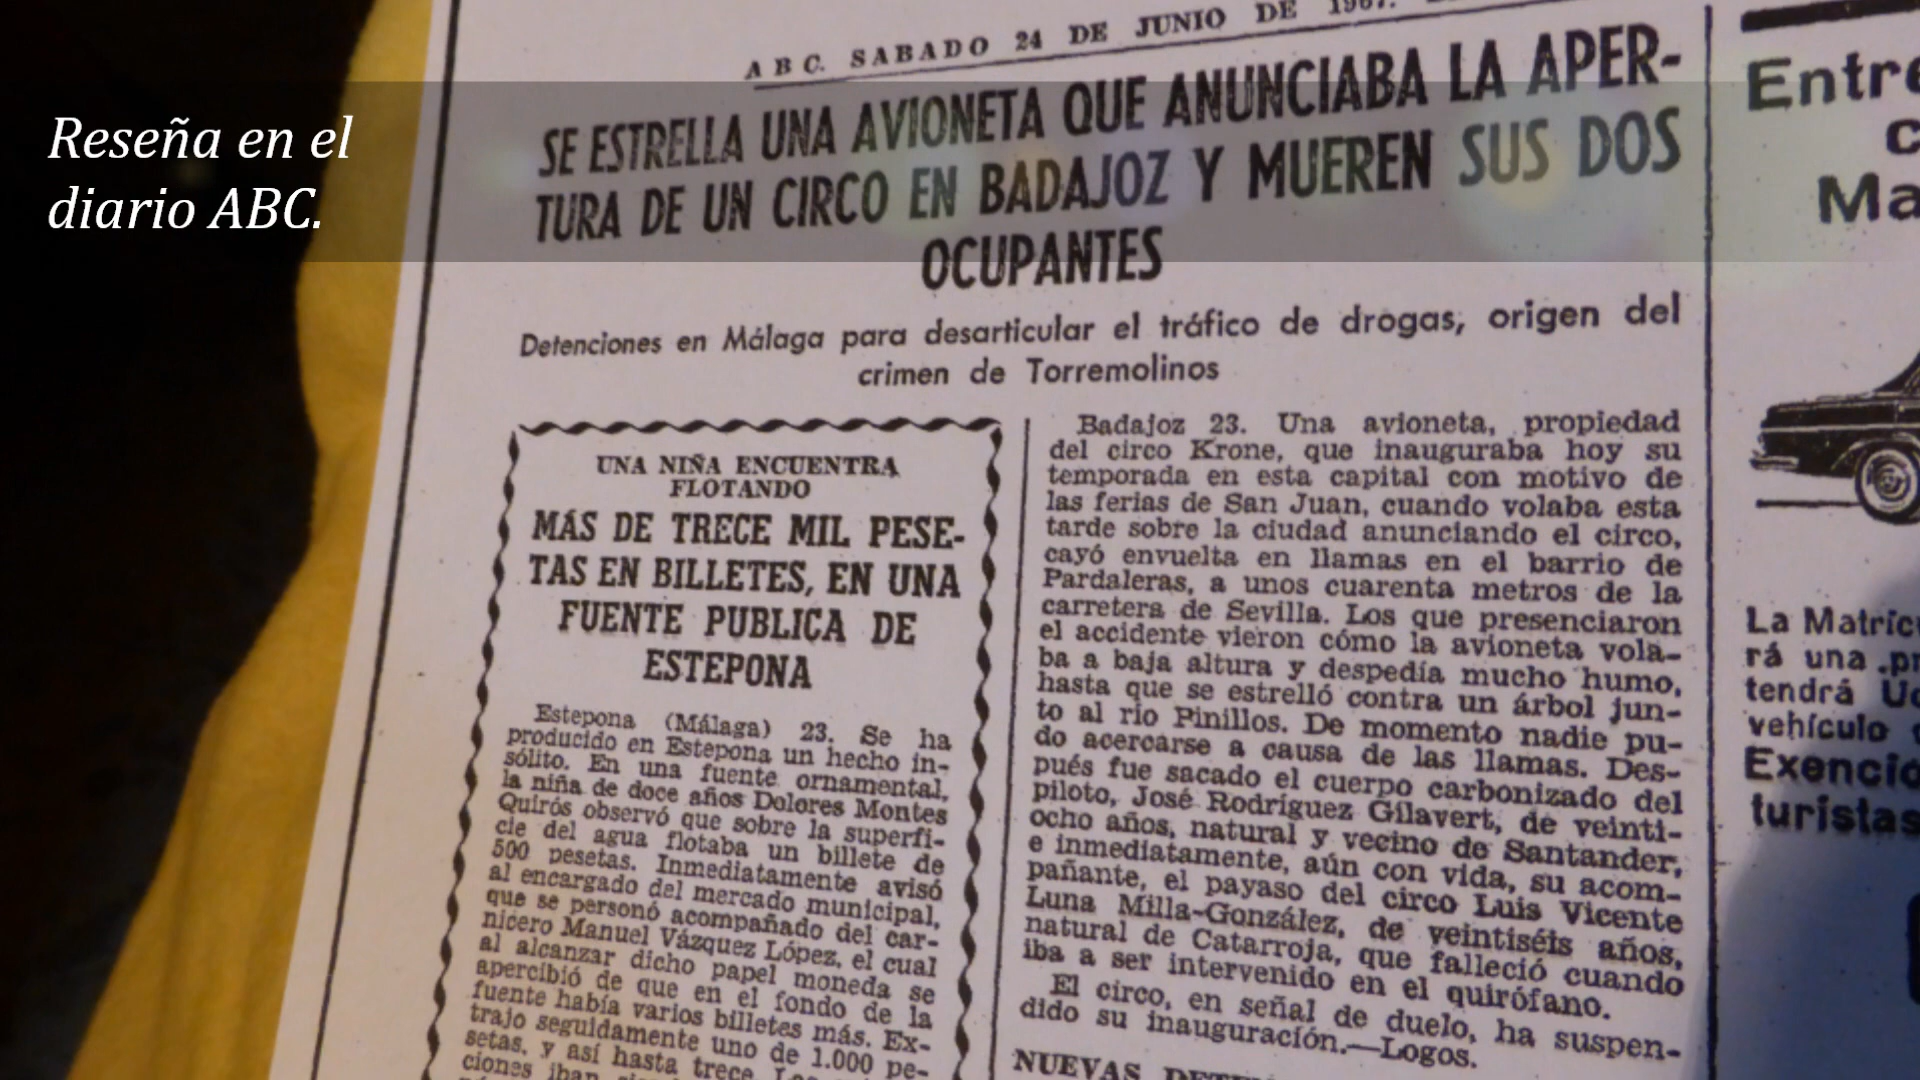 Reseña en el
diario ABC.
A B C. SABADO 24 DE JUNIO DE 1967.
SE ESTRELLA UNA AVIONETA QUE ANUNCIABA LA APER-
TURA DE UN CIRCO EN BADAJOZ Y MUEREN SUS DOS
OCUPANTES
Detenciones en Málaga para desarticular el tráfico de drogas, origen del
crimen de Torremolinos
UNA NIÑA ENCUENTRA
FLOTANDO
MÁS DE TRECE MIL PESE-
TAS EN BILLETES, EN UNA
FUENTE PUBLICA DE
ESTEPONA
Estepona (Málaga) 23. Se ha
producido en Estepona un hecho in-
sólito. En una fuente ornamental,
la niña de doce años Dolores Montes
Quirós observó que sobre la superfi-
cie del agua flotaba un billete de
500 pesetas. Inmediatamente avisó
al encargado del mercado municipal,
que se personó acompañado del car-
nicero Manuel Vázquez López, el cual
al alcanzar dicho papel moneda se
apercibió de que en el fondo de la
fuente había varios billetes más. Ex-
trajo seguidamente uno de 1.000 pe-
setas, y así hasta trece.
ciones iban
Badajoz 23. Una avioneta, propiedad
del circo Krone, que inauguraba hoy su
temporada en esta capital con motivo de
las ferias de San Juan, cuando volaba esta
tarde sobre la ciudad anunciando el circo,
cayó envuelta en llamas en el barrio de
Pardaleras, a unos cuarenta metros de la
carretera de Sevilla. Los que presenciaron
el accidente vieron cómo la avioneta vola-
ba a baja altura y despedía mucho humo,
hasta que se estrelló contra un árbol jun-
to al río Pinillos. De momento nadie pu-
do acercarse a causa de las llamas. Des-
pués fue sacado el cuerpo carbonizado del
piloto, José Rodríguez Gilavert, de veinti-
ocho años, natural y vecino de Santander,
e inmediatamente, aún con vida, su acom-
pañante, el payaso del circo Luis Vicente
Luna Milla-González, de veintiséis años,
natural de Catarroja, que falleció cuando
iba a ser intervenido en el quirófano.
El circo, en señal de duelo, ha suspen-
dido su inauguración.—Logos.
NUEVAS
Entre
c
Ma
La Matríc
rá una pr
tendrá
vehículo
Exencio
turistas